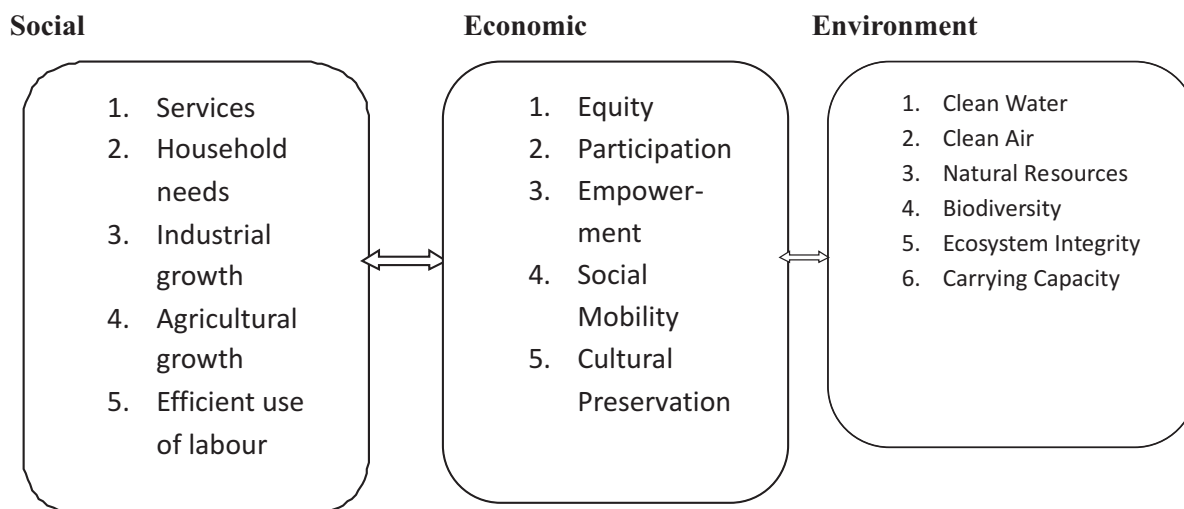 Social
Economic
Environment
1. Services
2. Household
needs
3. Industrial
growth
4. Agricultural
growth
5. Efficient use
of labour
1. Equity
2. Participation
3. Empower-
ment
4. Social
Mobility
5. Cultural
Preservation
1. Clean Water
2. Clean Air
3. Natural Resources
4. Biodiversity
5. Ecosystem Integrity
6. Carrying Capacity